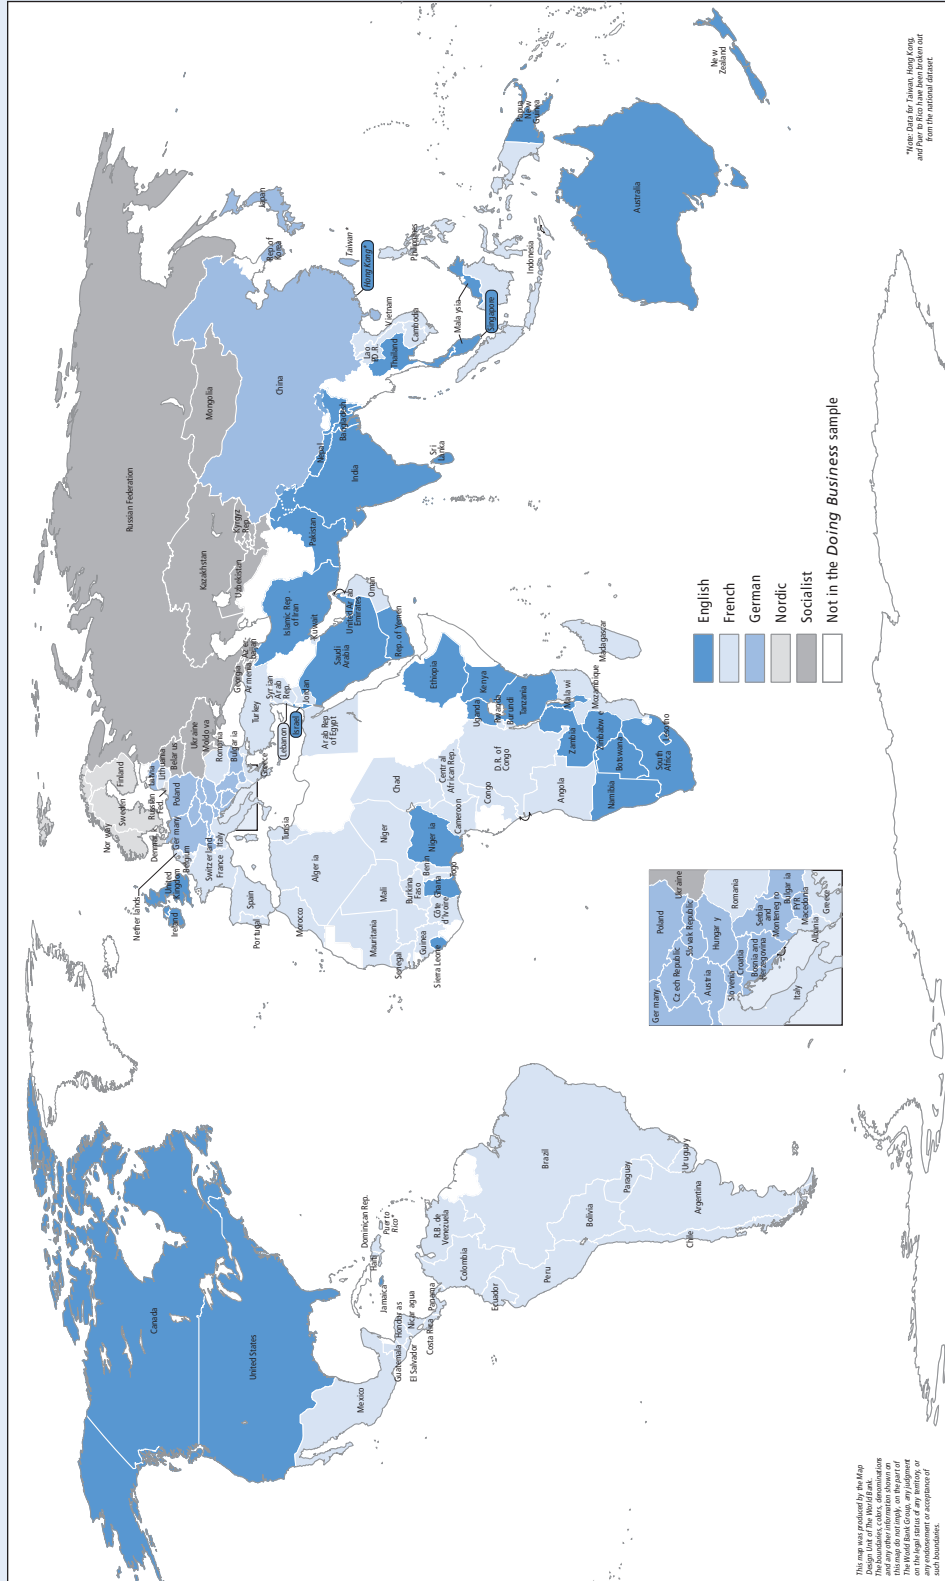 Canada
United States
Mexico
Guatemala
El Salvador
Honduras
Nicaragua
Costa Rica
Panama
Jamaica
Haiti
Dominican Rep.
Puerto
Rico*
R.B. de
Venezuela
Colombia
Ecuador
Peru
Brazil
Bolivia
Paraguay
Uruguay
Argentina
Chile
Norway
Sweden
Finland
Denmark
Russian
Fed.
Latvia
Lithuania
Belarus
Ukraine
Moldova
Romania
Bulgaria
Poland
Germany
Netherlands
Belgium
United
Kingdom
Ireland
Switzerland
France
Italy
Spain
Portugal
Greece
Turkey
Georgia
Armenia
Azer-
baijan
Syrian
Arab
Rep.
Lebanon
Israel
Jordan
Arab Rep
of Egypt
Saudi
Arabia
Kuwait
United Arab
Emirates
Oman
Rep. of Yemen
Islamic Rep.
of Iran
Russian Federation
Kazakhstan
Uzbekistan
Kyrgyz
Rep.
Mongolia
China
Pakistan
India
Nepal
Bangladesh
Sri
Lanka
Rep of
Korea
Japan
Taiwan*
Hong Kong*
Vietnam
Lao
P.D.R.
Thailand
Cambodia
Malaysia
Singapore
Philippines
Indonesia
Papua
New
Guinea
Australia
New
Zealand
Morocco
Algeria
Tunisia
Mauritania
Mali
Niger
Chad
Senegal
Guinea
Sierra Leone
Côte
d'Ivoire
Burkina
Faso
Ghana
Togo
Benin
Nigeria
Cameroon
Central
African Rep.
Congo
D.R. of
Congo
Ethiopia
Uganda
Kenya
Rwanda
Burundi
Tanzania
Angola
Zambia
Malawi
Mozambique
Zimbabwe
Madagascar
Namibia
Botswana
South
Africa
Lesotho
Germany
Poland
Czech Republic
Slovak Republic
Ukraine
Austria
Hungary
Romania
Slovenia
Croatia
Bosnia and
Herzegovina
Serbia
and
Montenegro
Bulgaria
FYR
Macedonia
Albania
Greece
Italy
English
French
German
Nordic
Socialist
Not in the Doing Business sample
This map was produced by the Map
Design Unit of The World Bank.
The boundaries, colors, denominations
and any other information shown on
this map do not imply, on the part of
The World Bank Group, any judgment
on the legal status of any territory, or
any endorsement or acceptance of
such boundaries.
*Note: Data for Taiwan, Hong Kong,
and Puerto Rico have been broken out
from the national dataset.